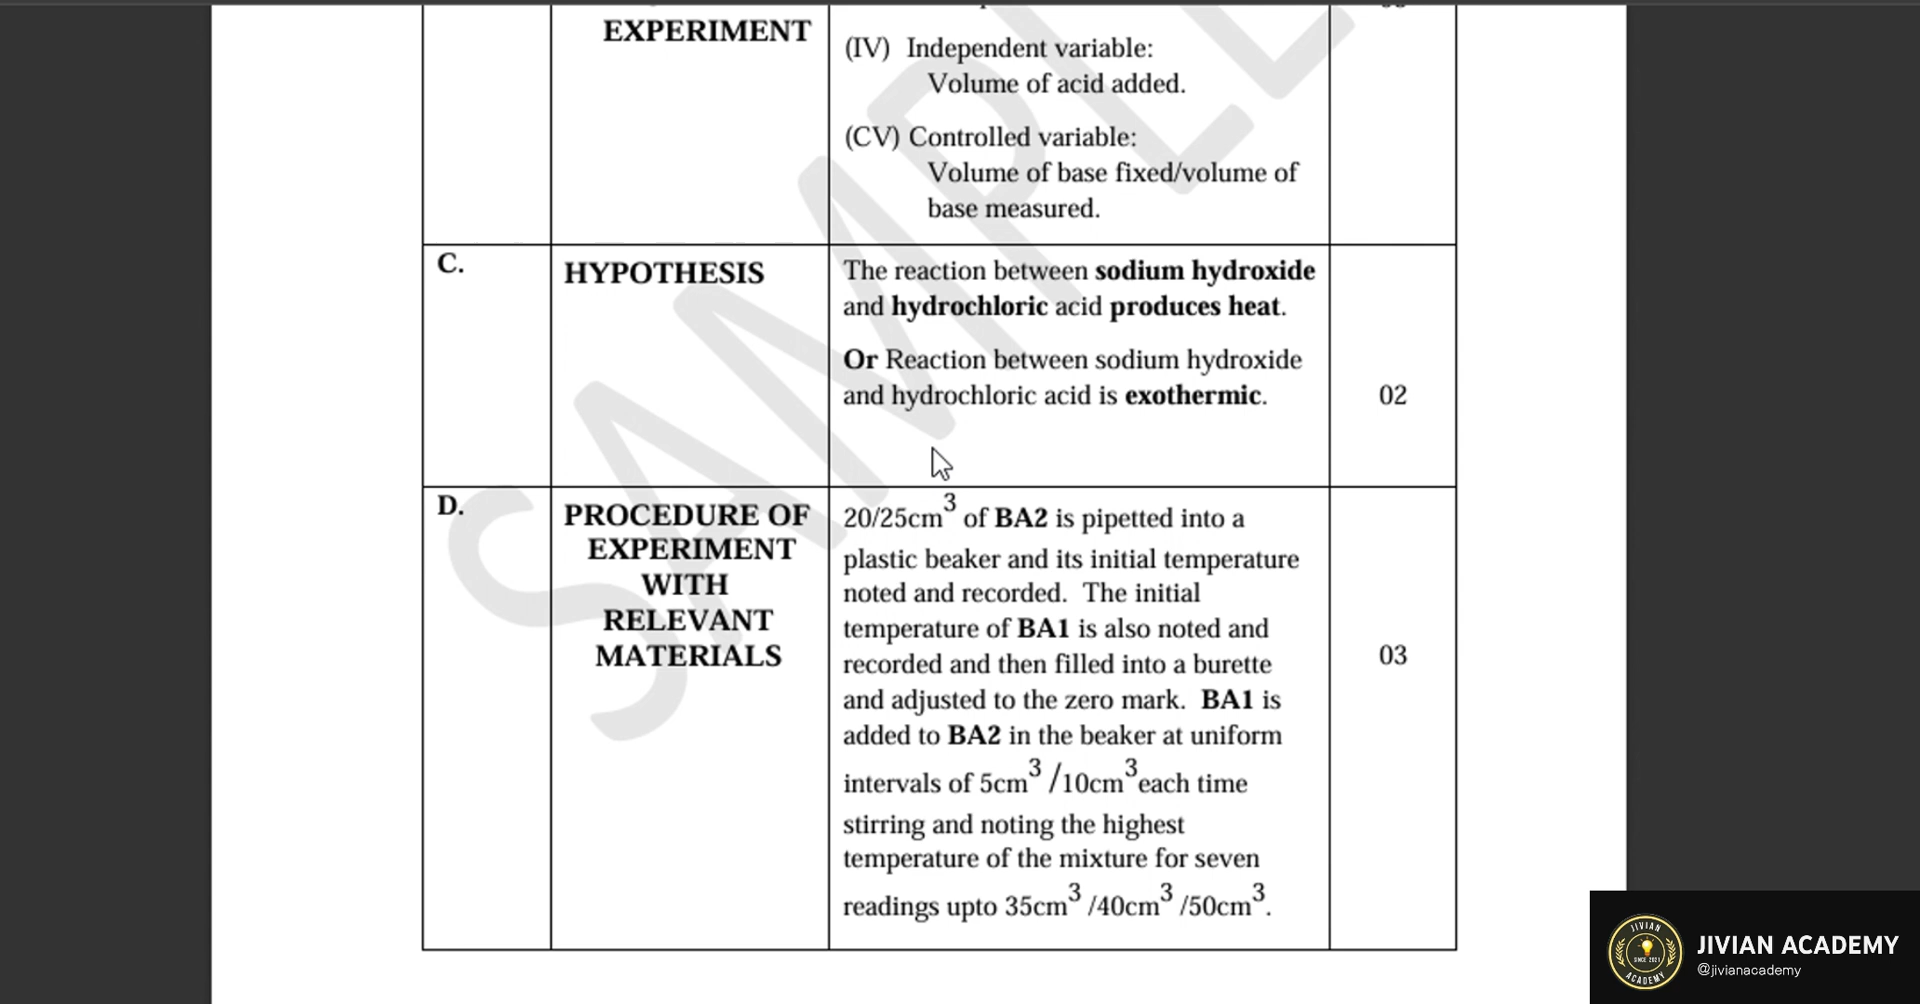 EXPERIMENT
(IV) Independent variable:
Volume of acid added.
(CV) Controlled variable:
Volume of base fixed/volume of
base measured.
C.
HYPOTHESIS
The reaction between sodium hydroxide
and hydrochloric acid produces heat.
Or Reaction between sodium hydroxide
and hydrochloric acid is exothermic.
02
D.
PROCEDURE OF
EXPERIMENT
WITH
RELEVANT
MATERIALS
20/25cm³ of BA2 is pipetted into a
plastic beaker and its initial temperature
noted and recorded. The initial
temperature of BA1 is also noted and
recorded and then filled into a burette
and adjusted to the zero mark. BA1 is
added to BA2 in the beaker at uniform
intervals of 5cm³ /10cm³each time
stirring and noting the highest
temperature of the mixture for seven
readings upto 35cm³ /40cm³ /50cm³.
03
SAMPLE
JIVIAN
SINCE 2021
ACADEMY
JIVIAN ACADEMY
@jivianacademy